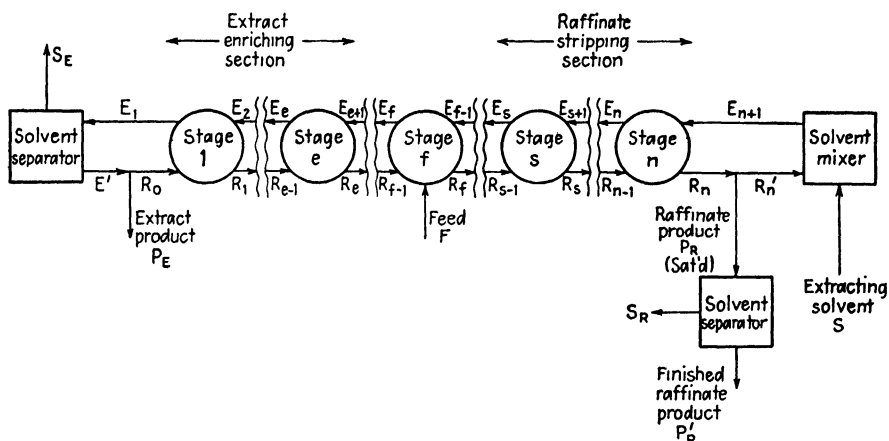 Extract
enriching
section
Raffinate
stripping
section
S_E
E_1 E_2 E_e E_e+1 E_f E_f-1 E_s E_s+1 E_n E_n+1
Solvent
separator
Stage
1
Stage
e
Stage
f
Stage
s
Stage
n
Solvent
mixer
E' R_0 R_1 R_e-1 R_e R_f-1 R_f R_s-1 R_s R_n-1 R_n R_n'
Extract
product
P_E
Feed
F
Raffinate
product
P_R
(Sat'd)
Extracting
solvent
S
S_R
Solvent
separator
Finished
raffinate
product
P_R'